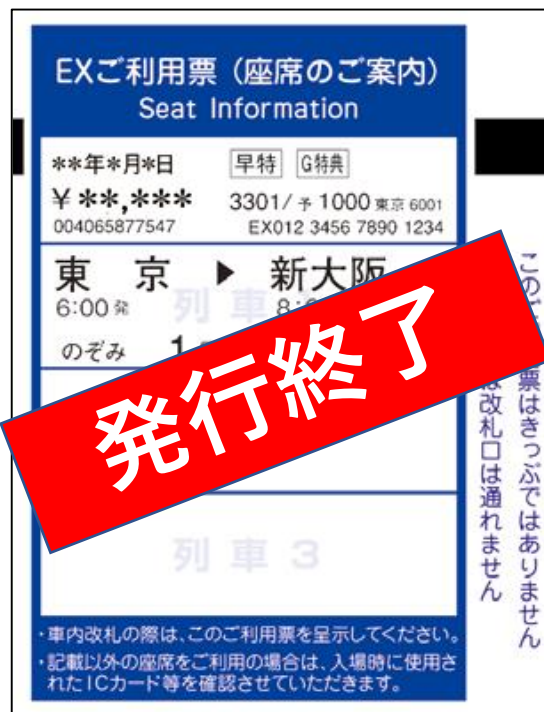 EXご利用票（座席のご案内）
Seat Information
**年*月*日 早特 G特典
¥**,*** 3301/予 1000 東京 6001
004065877547 EX012 3456 7890 1234
東京 ▶ 新大阪
6:00発 列車
のぞみ 1
発行終了
列車3
・車内改札の際は、このご利用票を呈示してください。
・記載以外の座席をご利用の場合は、入場時に使用さ
れたICカード等を確認させていただきます。
票はきっぷではありません
は改札口は通れません